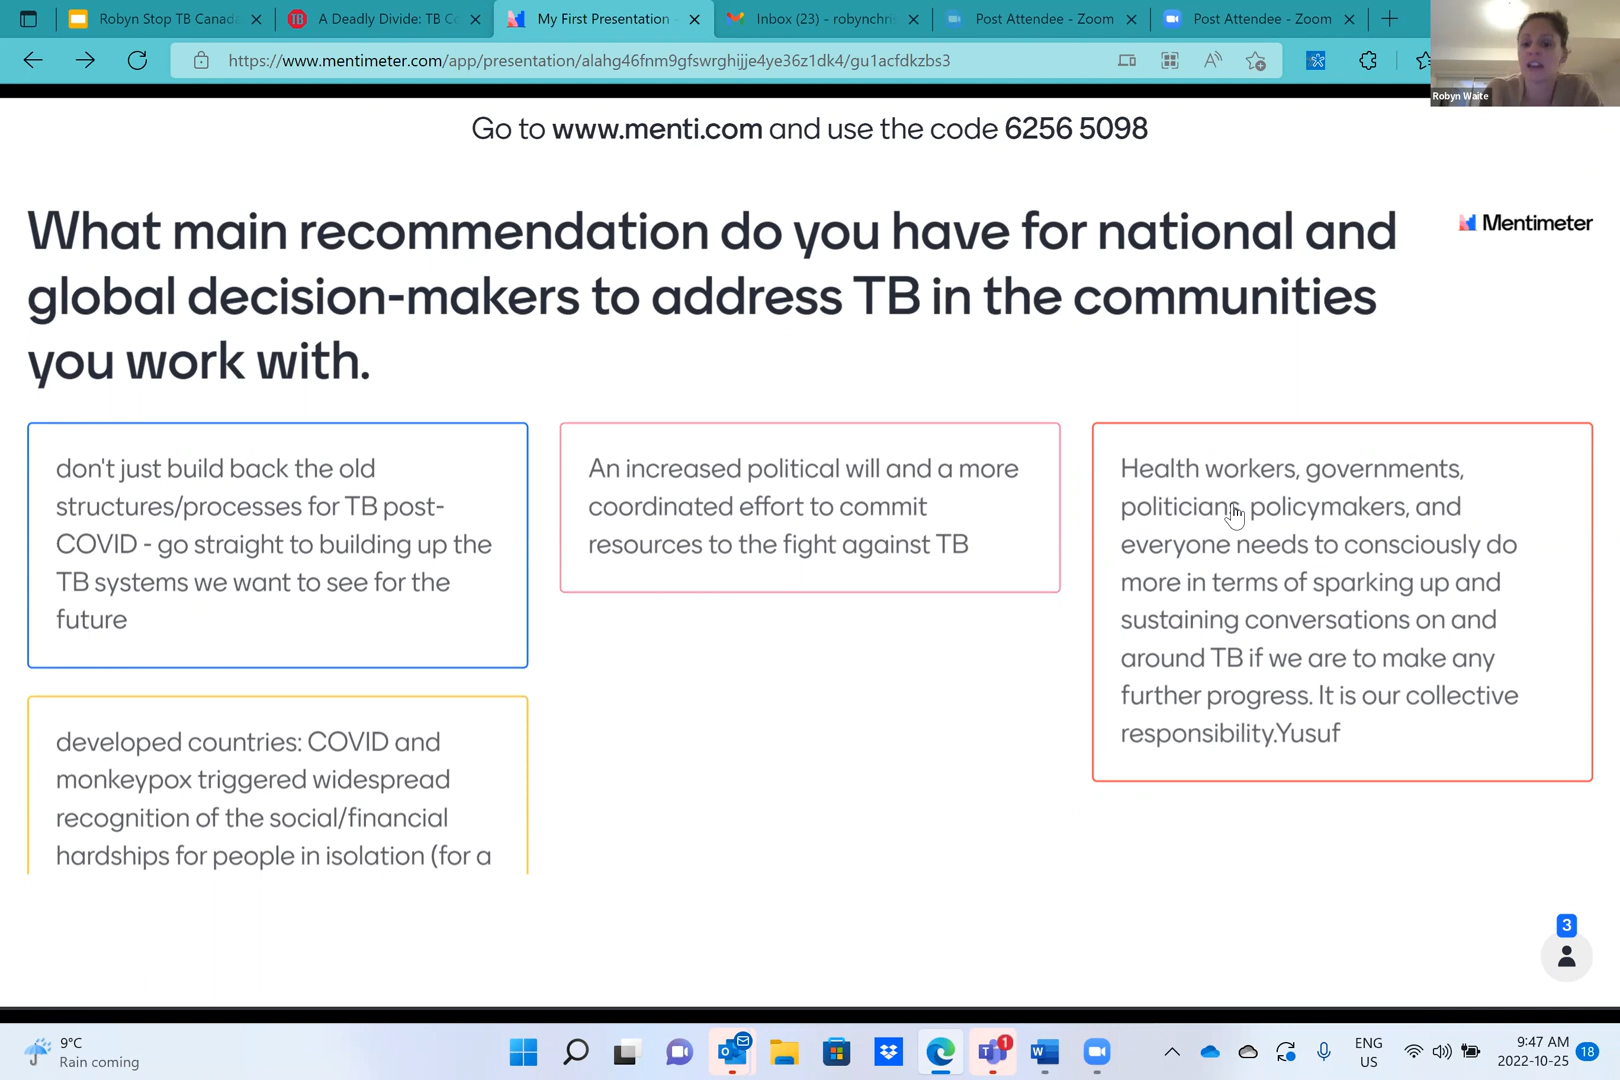 Robyn Stop TB Canada
A Deadly Divide: TB Co
My First Presentation -
Inbox (23) - robynchris
Post Attendee - Zoom
Post Attendee - Zoom
https://www.mentimeter.com/app/presentation/alahg46fnm9gfswrghijje4ye36z1dk4/gu1acfdkzbs3
Robyn Waite
Go to www.menti.com and use the code 6256 5098
What main recommendation do you have for national and
global decision-makers to address TB in the communities
you work with.
Mentimeter
don't just build back the old
structures/processes for TB post-
COVID - go straight to building up the
TB systems we want to see for the
future
developed countries: COVID and
monkeypox triggered widespread
recognition of the social/financial
hardships for people in isolation (for a
An increased political will and a more
coordinated effort to commit
resources to the fight against TB
Health workers, governments,
politicians, policymakers, and
everyone needs to consciously do
more in terms of sparking up and
sustaining conversations on and
around TB if we are to make any
further progress. It is our collective
responsibility.Yusuf
3
9°C
Rain coming
1
ENG
US
9:47 AM
2022-10-25
18